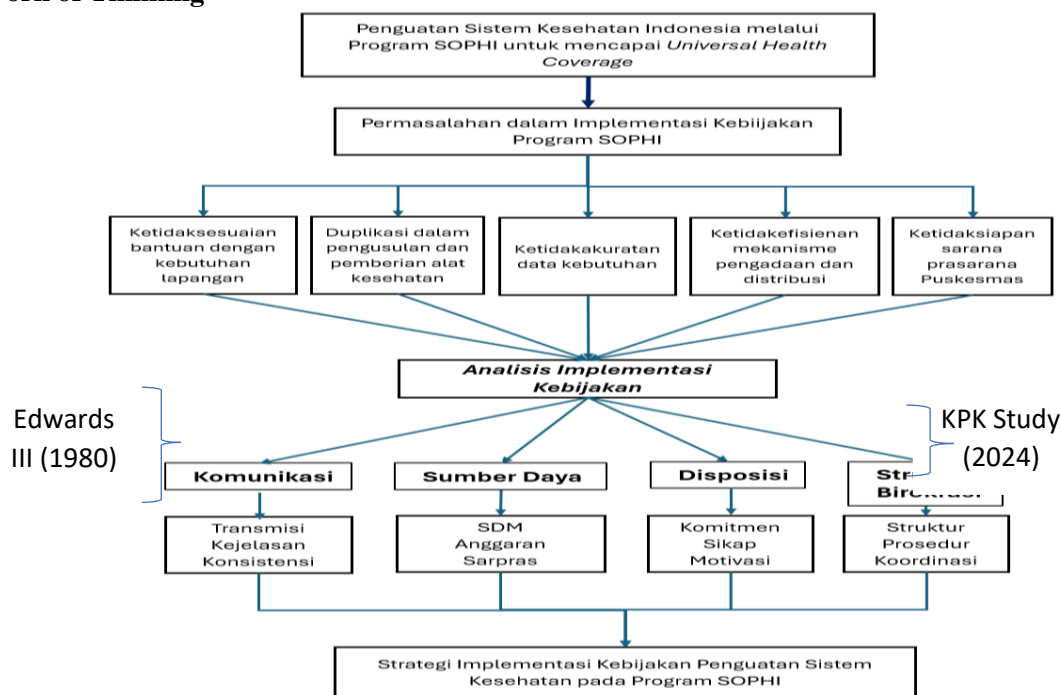 Penguatan Sistem Kesehatan Indonesia melalui
Program SOPHI untuk mencapai Universal Health
Coverage
Permasalahan dalam Implementasi Kebiijakan
Program SOPHI
Ketidaksesuaian
bantuan dengan
kebutuhan
lapangan
Duplikasi dalam
pengusulan dan
pemberian alat
kesehatan
Ketidakakuratan
data kebutuhan
Ketidakefisienan
mekanisme
pengadaan dan
distribusi
Ketidaksiapan
sarana
prasarana
Puskesmas
Analisis Implementasi
Kebijakan
Edwards
III (1980)
KPK Study
(2024)
Komunikasi
Sumber Daya
Disposisi
Transmisi
Kejelasan
Konsistensi
SDM
Anggaran
Sarpras
Komitmen
Sikap
Motivasi
Struktur
Prosedur
Koordinasi
Strategi Implementasi Kebijakan Penguatan Sistem
Kesehatan pada Program SOPHI